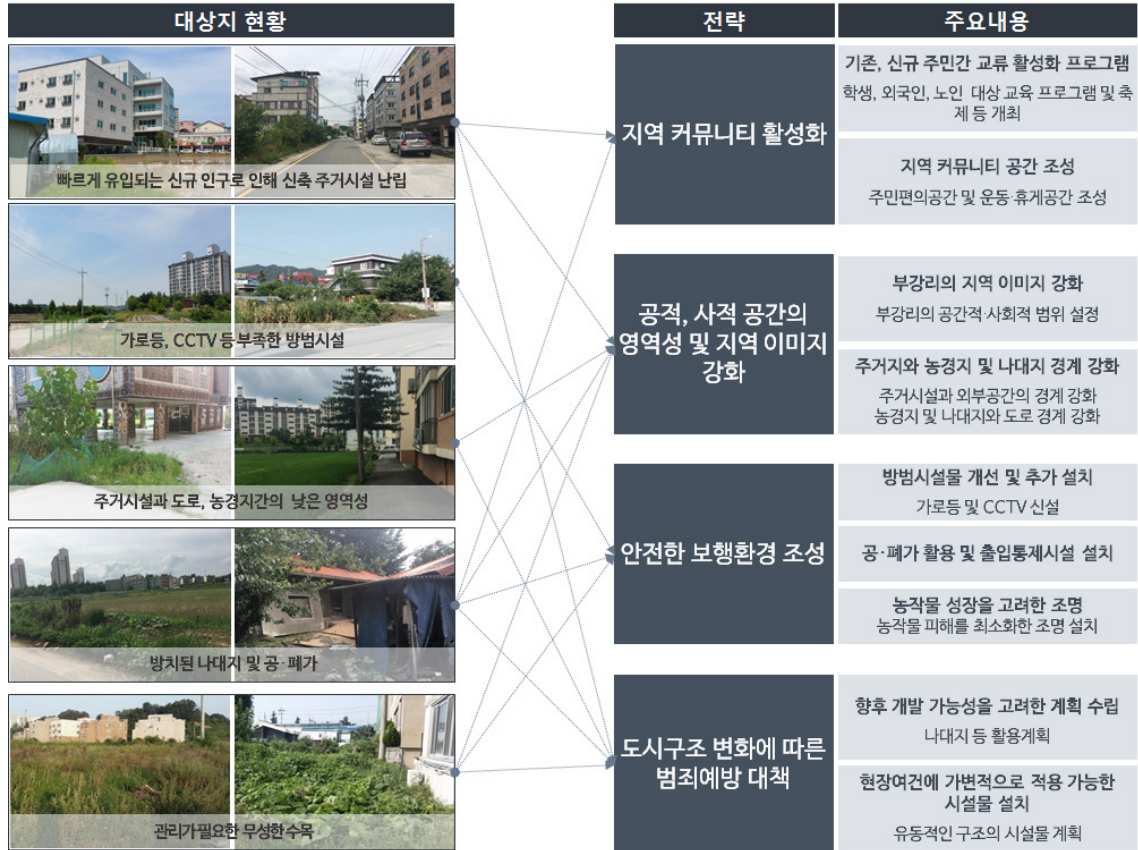 대상지 현황
빠르게 유입되는 신규 인구로 인해 신축 주거시설 난립
가로등, CCTV 등 부족한 방범시설
주거시설과 도로, 농경지간의 낮은 영역성
방치된 나대지 및 공·폐가
관리가 필요한 무성한 수목
전략
주요내용
지역 커뮤니티 활성화
기존, 신규 주민간 교류 활성화 프로그램
학생, 외국인, 노인 대상 교육 프로그램 및 축
제 등 개최
지역 커뮤니티 공간 조성
주민편의공간 및 운동·휴게공간 조성
공적, 사적 공간의
영역성 및 지역 이미지
강화
부강리의 지역 이미지 강화
부강리의 공간적·사회적 범위 설정
주거지와 농경지 및 나대지 경계 강화
주거시설과 외부공간의 경계 강화
농경지 및 나대지와 도로 경계 강화
안전한 보행환경 조성
방범시설물 개선 및 추가 설치
가로등 및 CCTV 신설
공·폐가 활용 및 출입통제시설 설치
농작물 성장을 고려한 조명
농작물 피해를 최소화한 조명 설치
도시구조 변화에 따른
범죄예방 대책
향후 개발 가능성을 고려한 계획 수립
나대지 등 활용계획
현장여건에 가변적으로 적용 가능한
시설물 설치
유동적인 구조의 시설물 계획